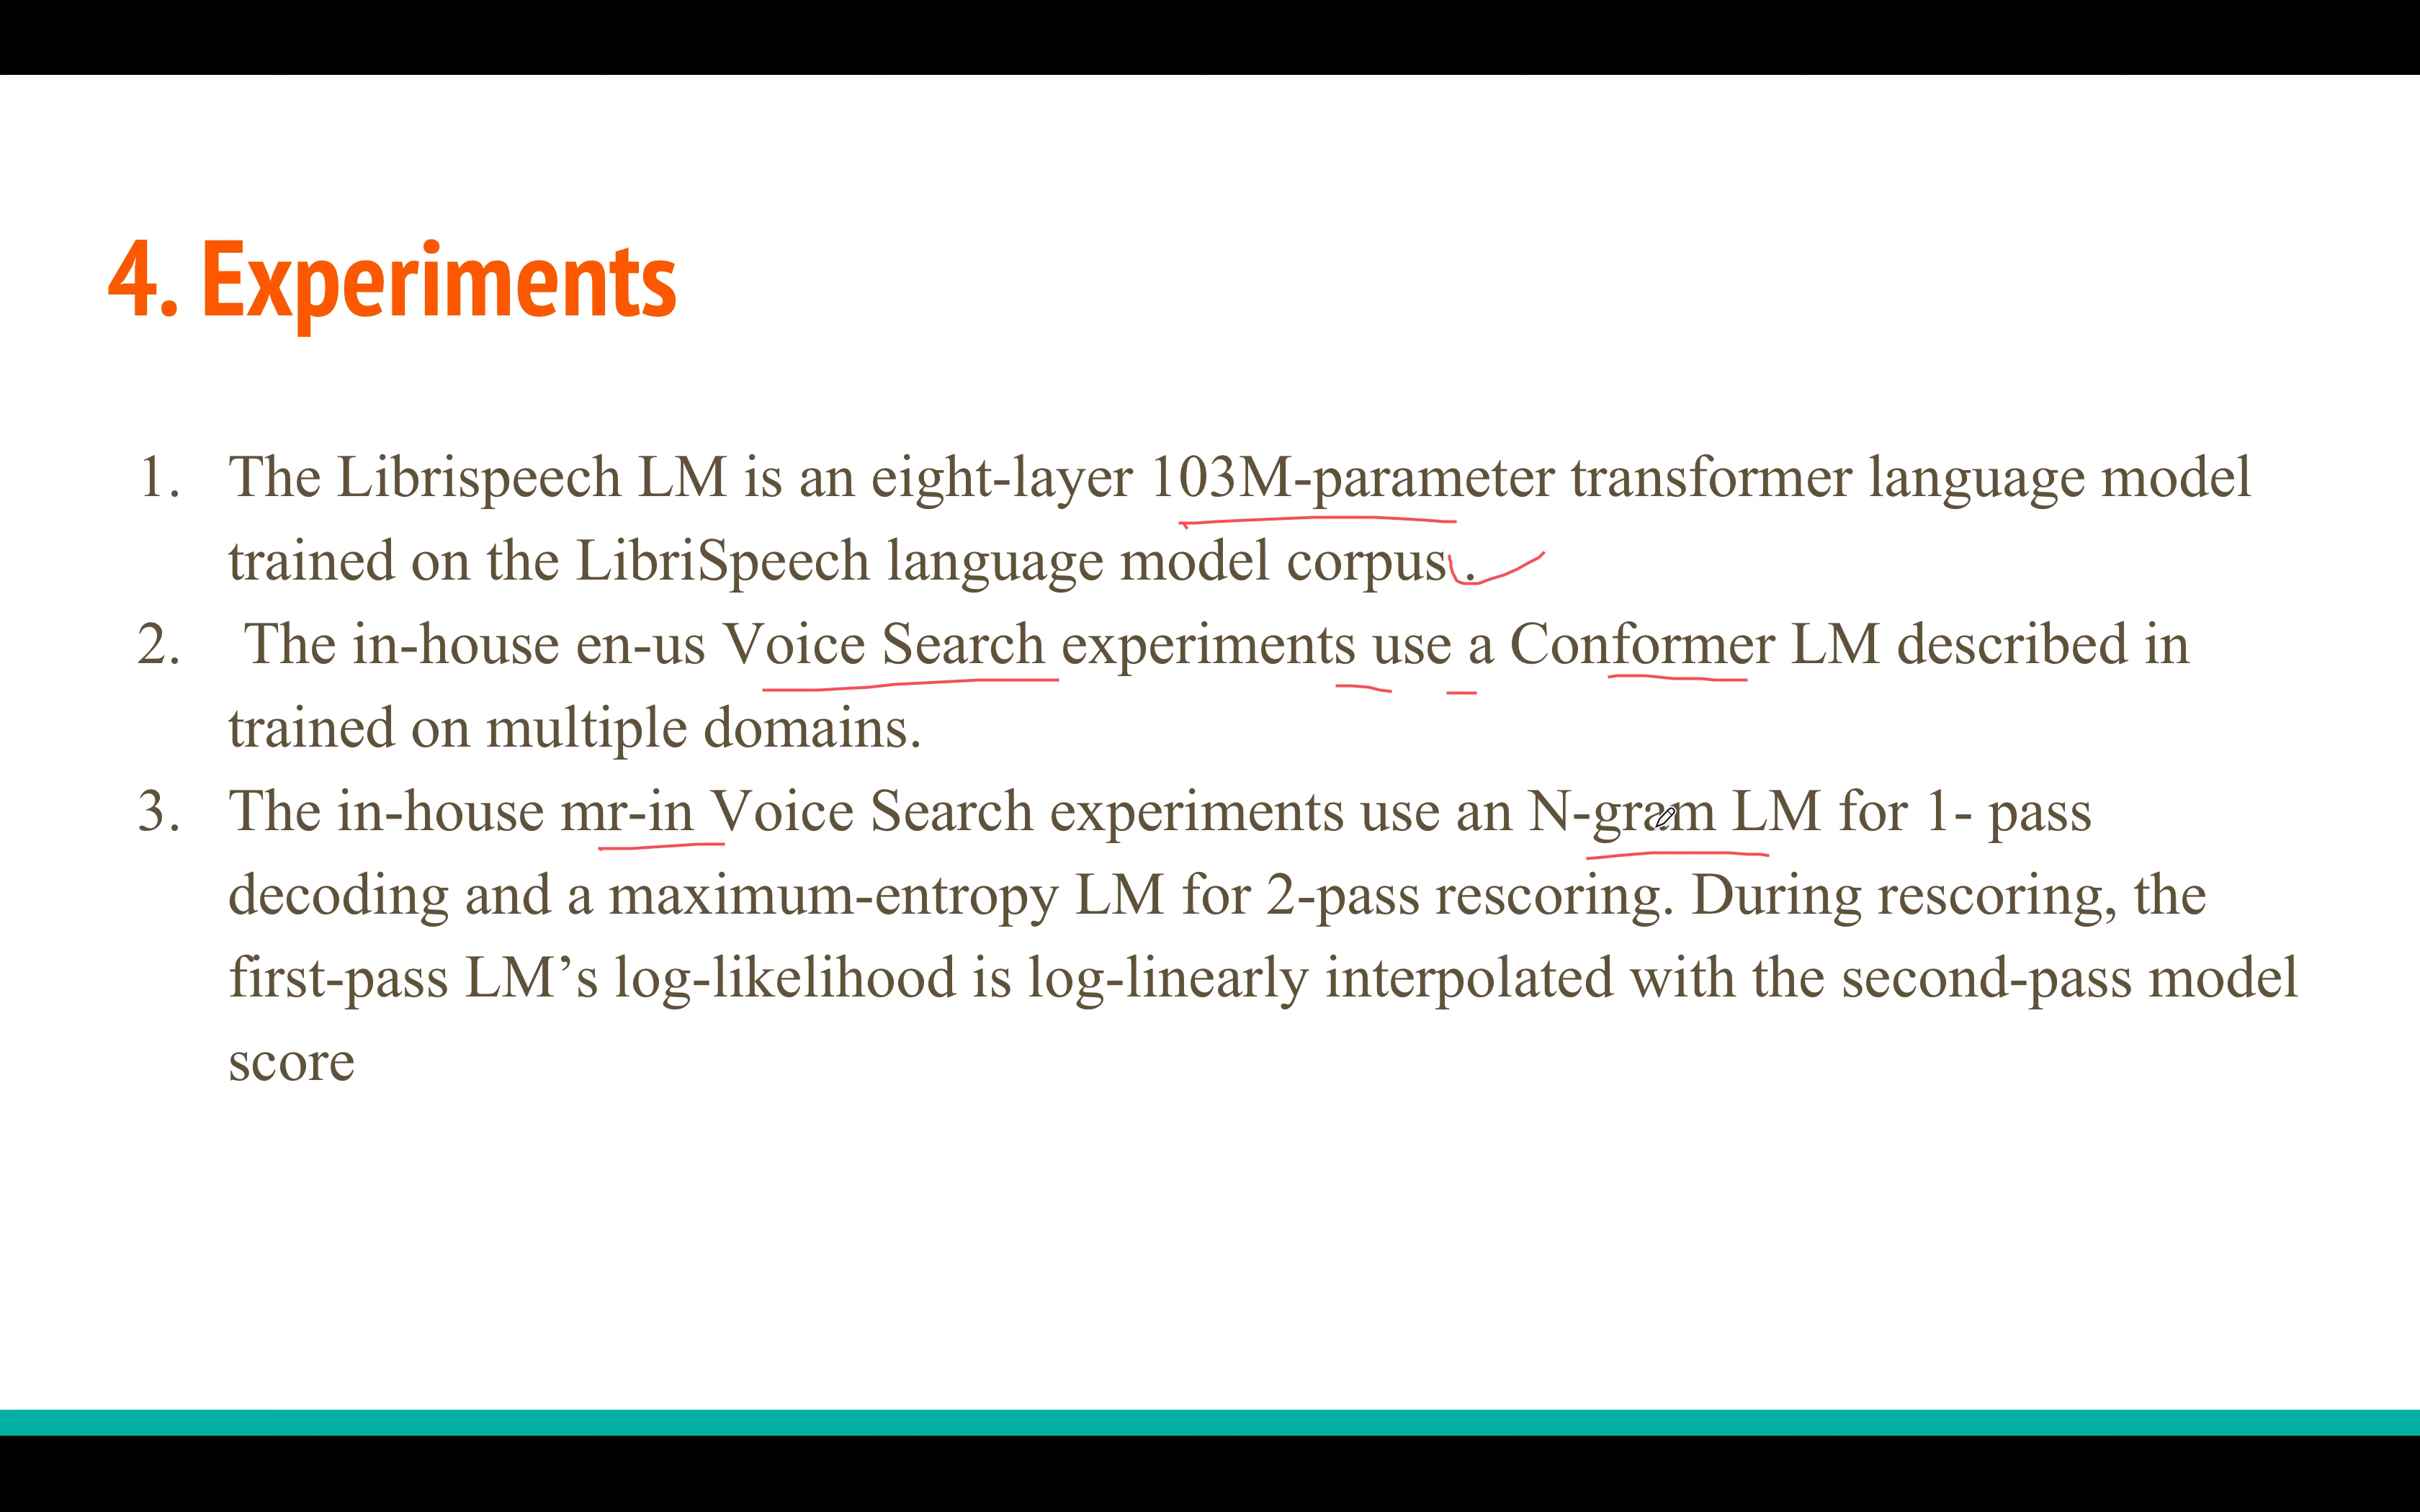 4. Experiments
1. The Librispeech LM is an eight-layer 103M-parameter transformer language model
trained on the LibriSpeech language model corpus .
2. The in-house en-us Voice Search experiments use a Conformer LM described in
trained on multiple domains.
3. The in-house mr-in Voice Search experiments use an N-gram LM for 1- pass
decoding and a maximum-entropy LM for 2-pass rescoring. During rescoring, the
first-pass LM’s log-likelihood is log-linearly interpolated with the second-pass model
score